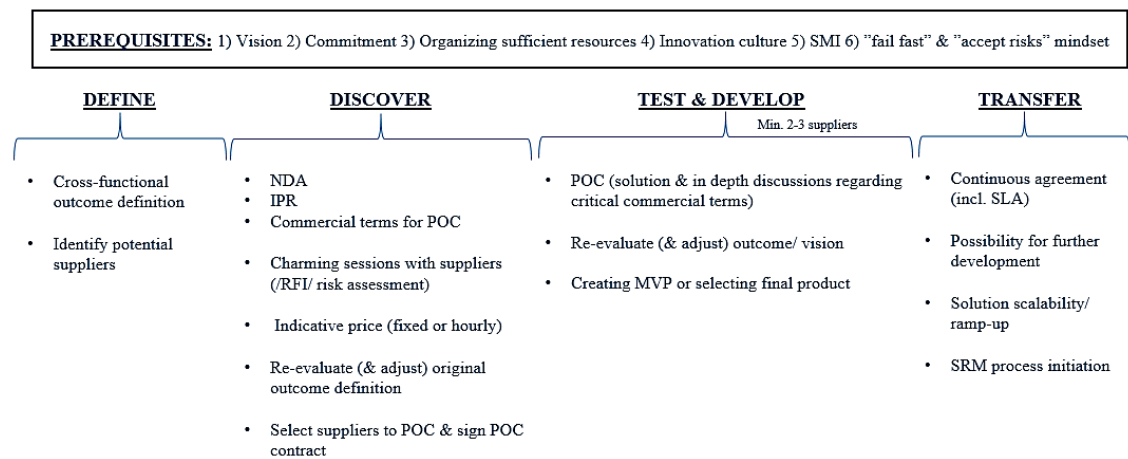 PREREQUISITES: 1) Vision 2) Commitment 3) Organizing sufficient resources 4) Innovation culture 5) SMI 6) ”fail fast” & ”accept risks” mindset
DEFINE
• Cross-functional
outcome definition
• Identify potential
suppliers
DISCOVER
• NDA
• IPR
• Commercial terms for POC
• Charming sessions with suppliers
(/RFI/ risk assessment)
• Indicative price (fixed or hourly)
• Re-evaluate (& adjust) original
outcome definition
• Select suppliers to POC & sign POC
contract
TEST & DEVELOP
Min. 2-3 suppliers
• POC (solution & in depth discussions regarding
critical commercial terms)
• Re-evaluate (& adjust) outcome/ vision
• Creating MVP or selecting final product
TRANSFER
• Continuous agreement
(incl. SLA)
• Possibility for further
development
• Solution scalability/
ramp-up
• SRM process initiation